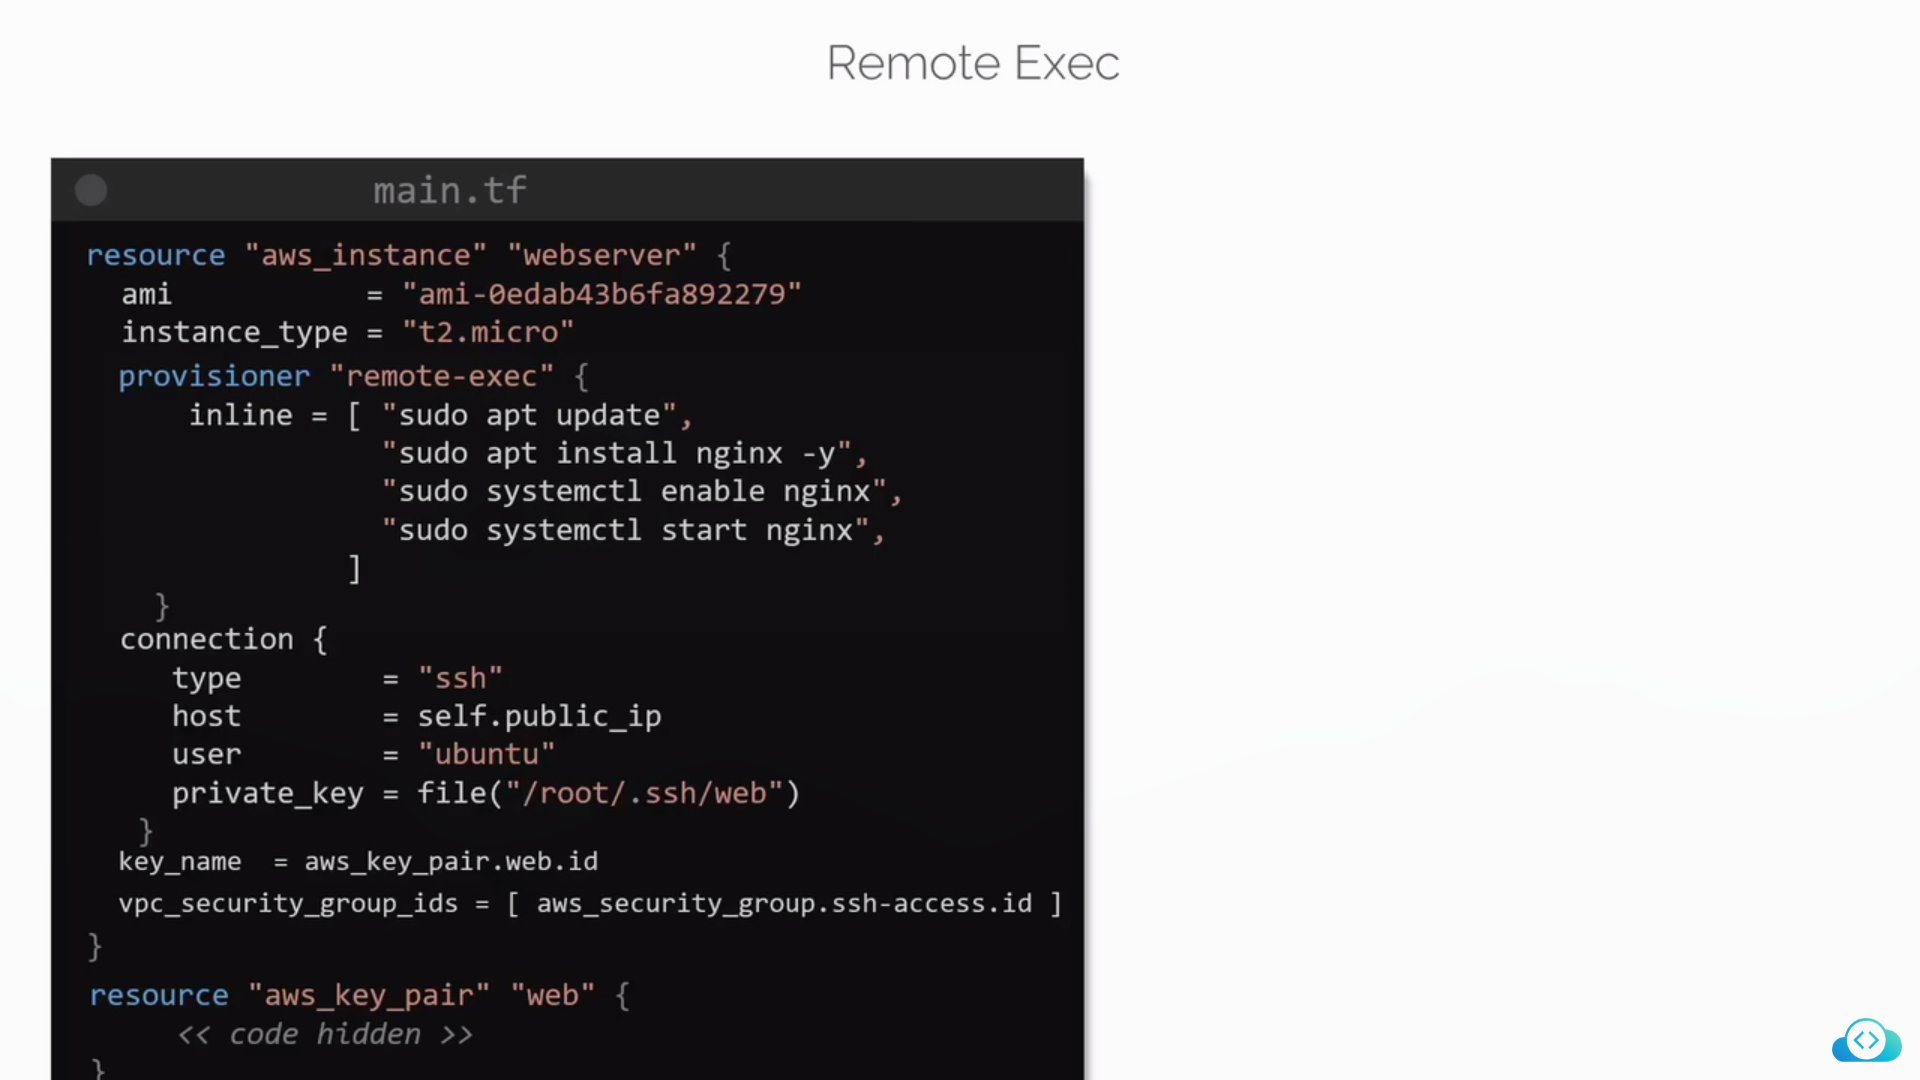 Remote Exec
main.tf
resource "aws_instance" "webserver" {
ami = "ami-0edab43b6fa892279"
instance_type = "t2.micro"
provisioner "remote-exec" {
inline = [ "sudo apt update",
"sudo apt install nginx -y",
"sudo systemctl enable nginx",
"sudo systemctl start nginx",
]
}
connection {
type = "ssh"
host = self.public_ip
user = "ubuntu"
private_key = file("/root/.ssh/web")
}
key_name = aws_key_pair.web.id
vpc_security_group_ids = [ aws_security_group.ssh-access.id ]
}
resource "aws_key_pair" "web" {
<< code hidden >>
}